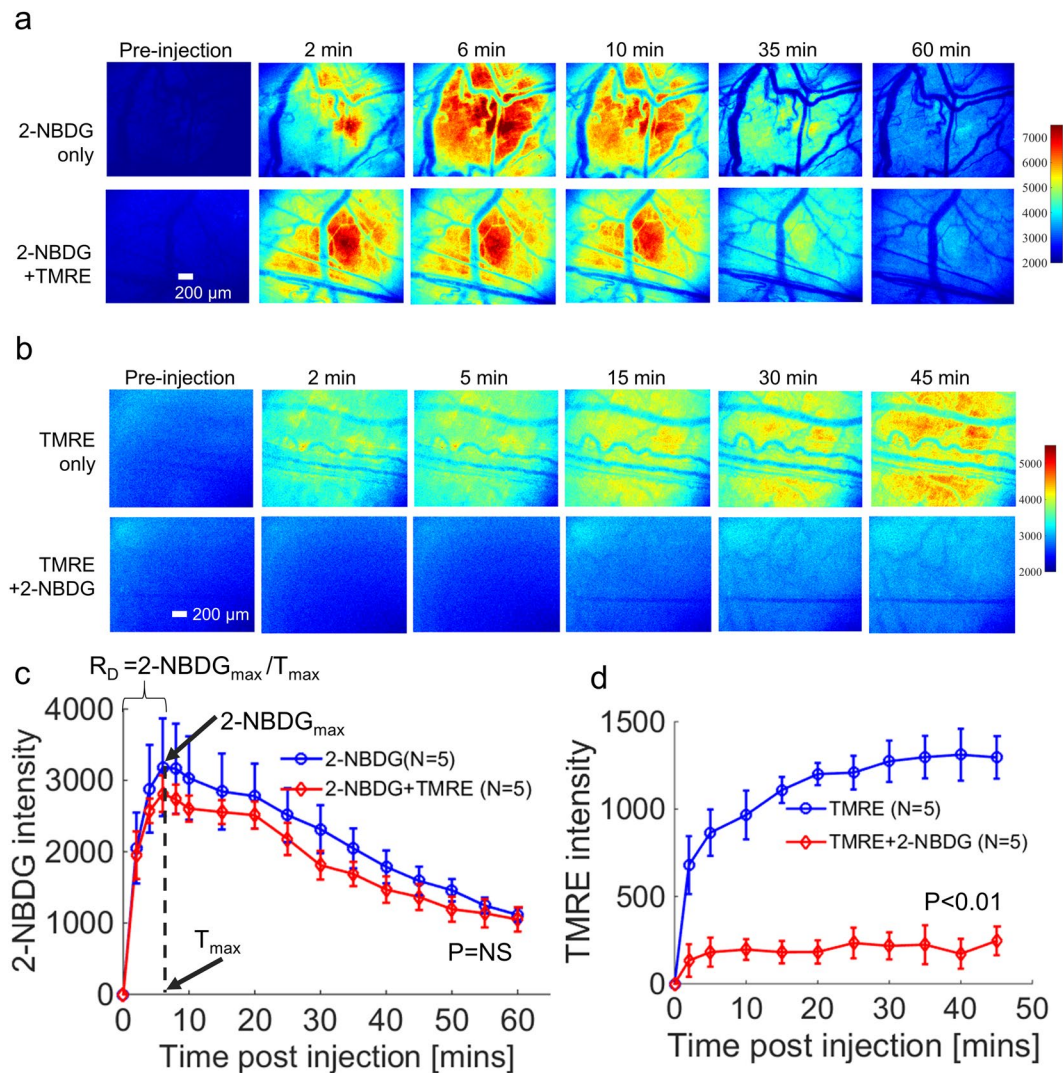 a
Pre-injection 2 min 6 min 10 min 35 min 60 min
2-NBDG
only
2-NBDG
+TMRE
200 µm
7000
6000
5000
4000
3000
2000
b
Pre-injection 2 min 5 min 15 min 30 min 45 min
TMRE
only
TMRE
+2-NBDG
200 µm
5000
4000
3000
2000
c
R_D =2-NBDG_max/T_max
2-NBDG_max
2-NBDG(N=5)
2-NBDG+TMRE (N=5)
T_max
P=NS
4000
3000
2000
1000
0
0 10 20 30 40 50 60
2-NBDG intensity
Time post injection [mins]
d
TMRE (N=5)
TMRE+2-NBDG (N=5)
P<0.01
1500
1000
500
0
0 10 20 30 40 50
TMRE intensity
Time post injection [mins]